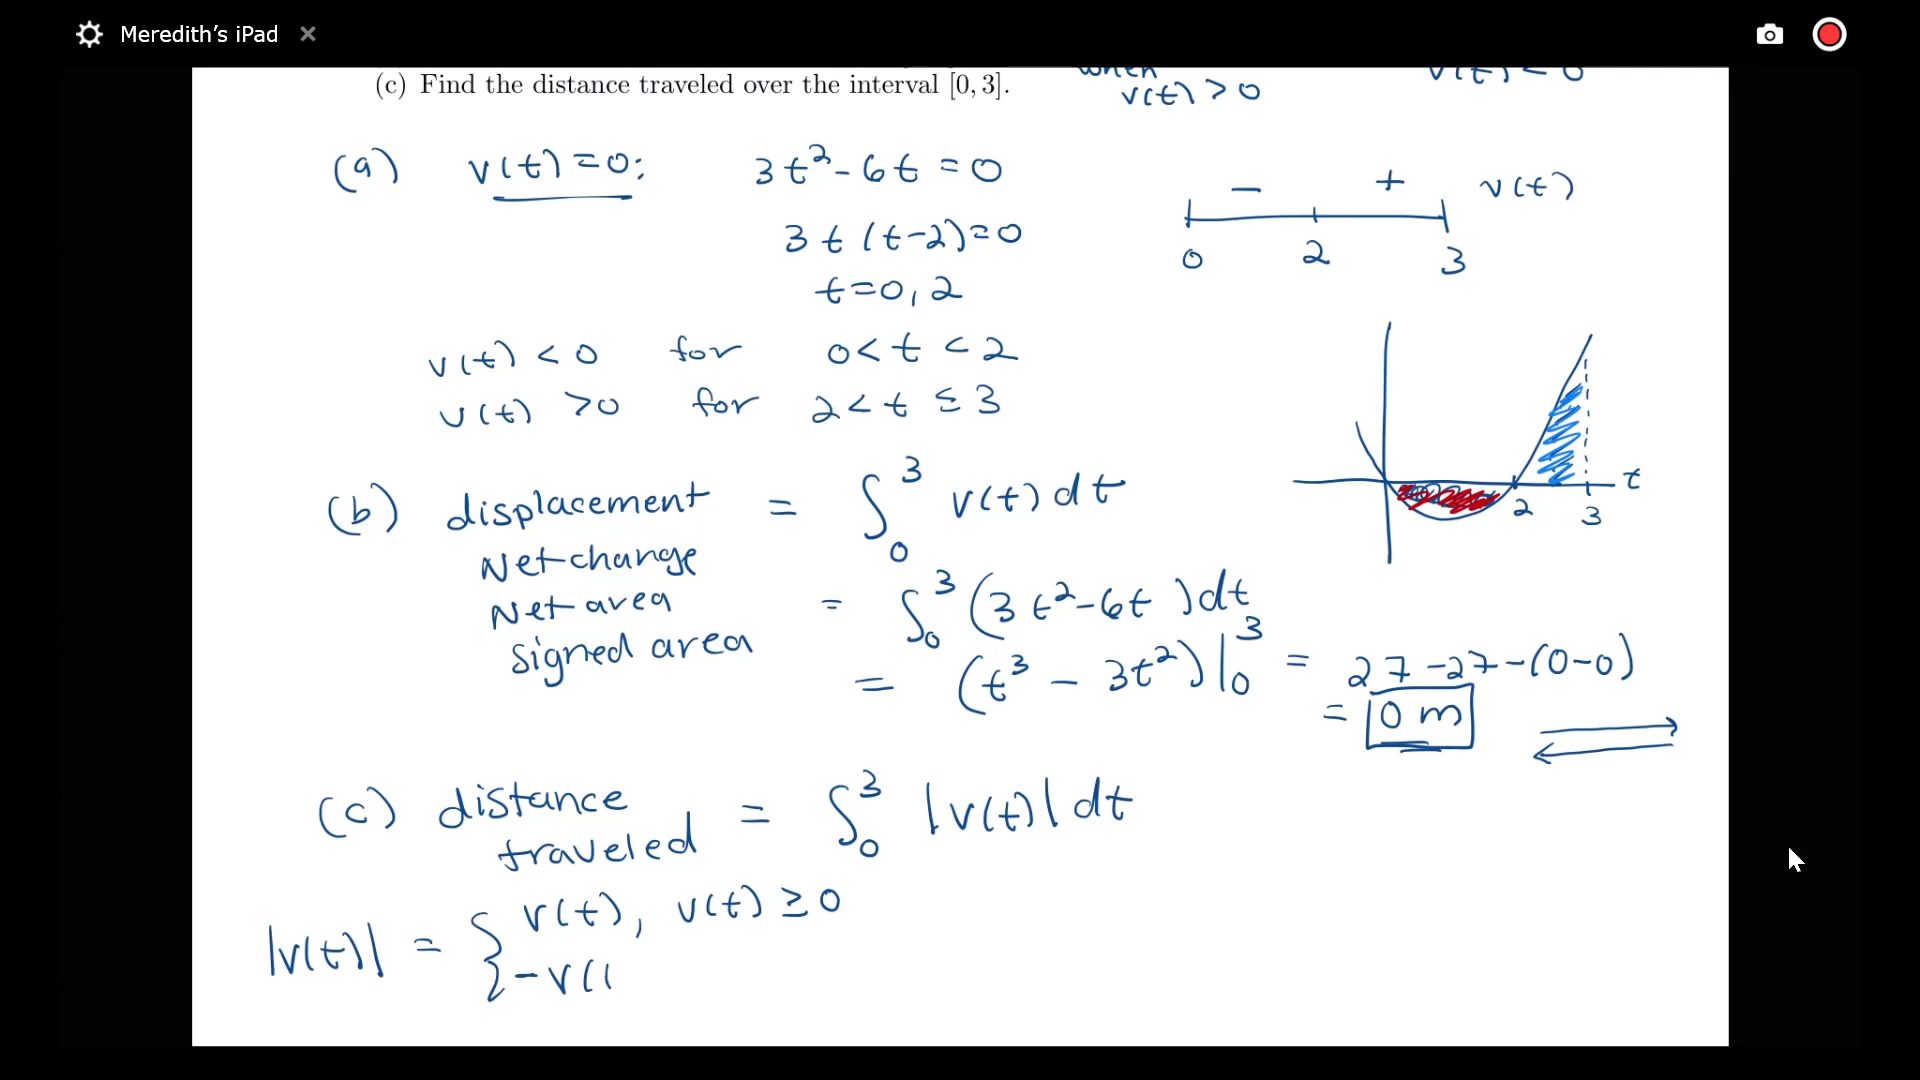 Meredith's iPad ×
(c) Find the distance traveled over the interval [0, 3].
when
v(t) > 0
v(t) < 0
(a) v(t) = 0: 3t² - 6t = 0
3t(t-2) = 0
t = 0, 2
- + v(t)
0 2 3
v(t) < 0 for 0 < t < 2
v(t) > 0 for 2 < t ≤ 3
t
2 3
(b) displacement = ∫₀³ v(t) dt
Net change
Net area
signed area
= ∫₀³ (3t² - 6t) dt
= (t³ - 3t²)|₀³ = 27 - 27 - (0 - 0)
= 0 m
(c) distance traveled = ∫₀³ |v(t)| dt
|v(t)| = { v(t), v(t) ≥ 0
-v(